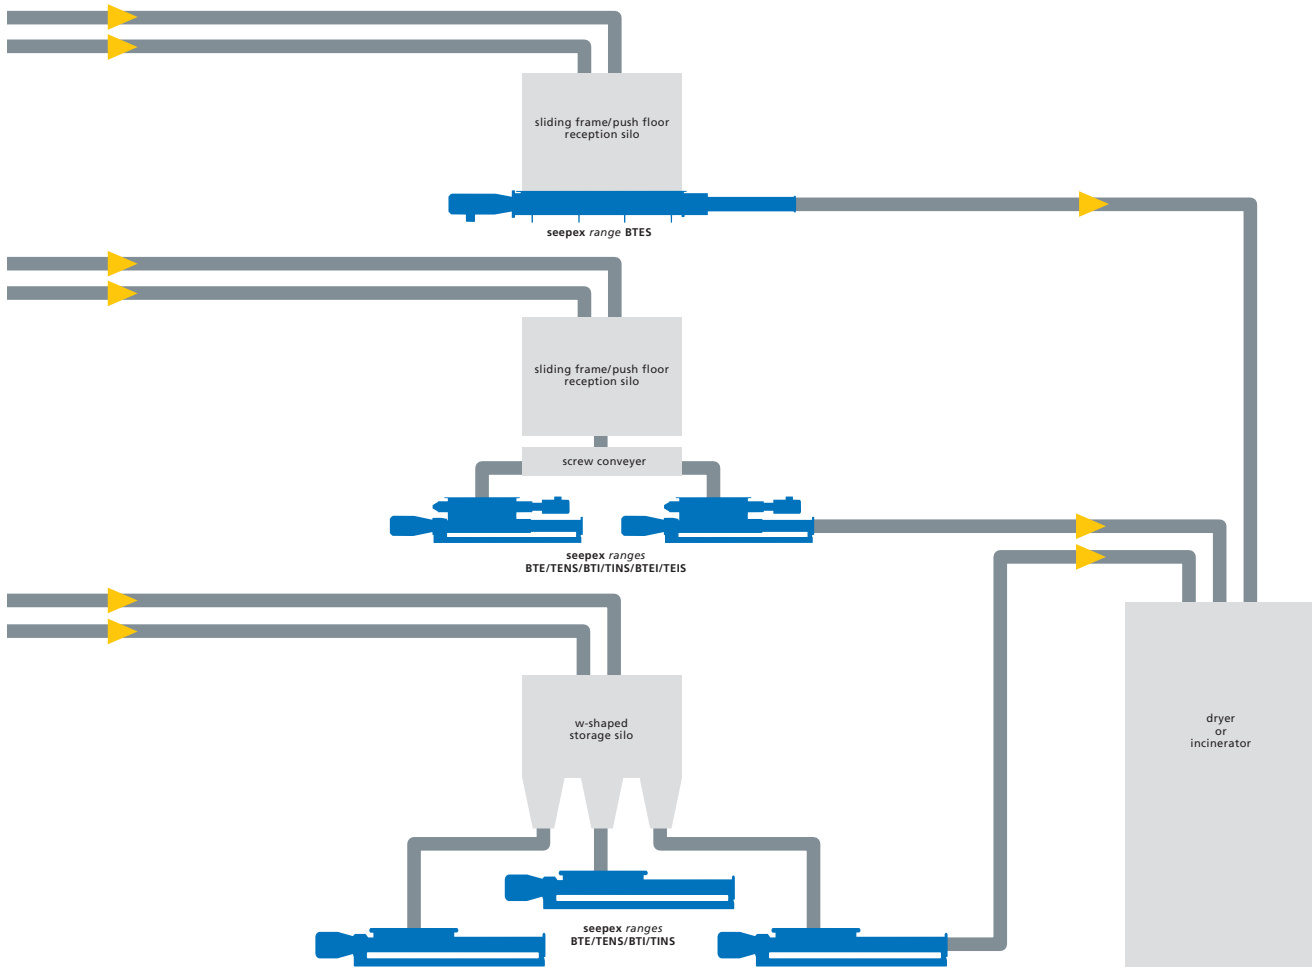 sliding frame/push floor
reception silo
seepex range BTES
sliding frame/push floor
reception silo
screw conveyer
seepex ranges
BTE/TENS/BTI/TINS/BTEI/TEIS
w-shaped
storage silo
dryer
or
incinerator
seepex ranges
BTE/TENS/BTI/TINS